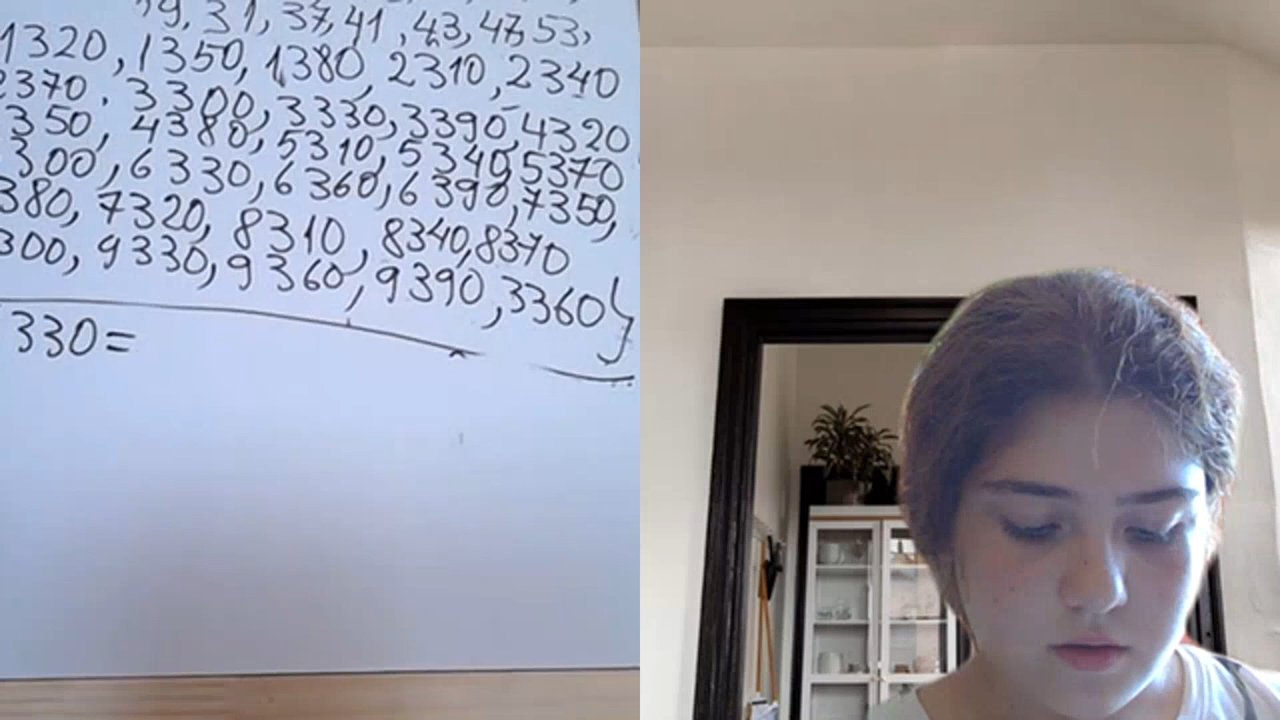 29, 31, 37, 41, 43, 47, 53,
1320, 1350, 1380, 2310, 2340
2370, 3300, 3330, 3390, 4320
350, 4380, 5310, 5340, 5370
300, 6330, 6360, 6390, 7350,
380, 7320, 8310, 8340, 8370
300, 9330, 9360, 9390, 3360}
330=